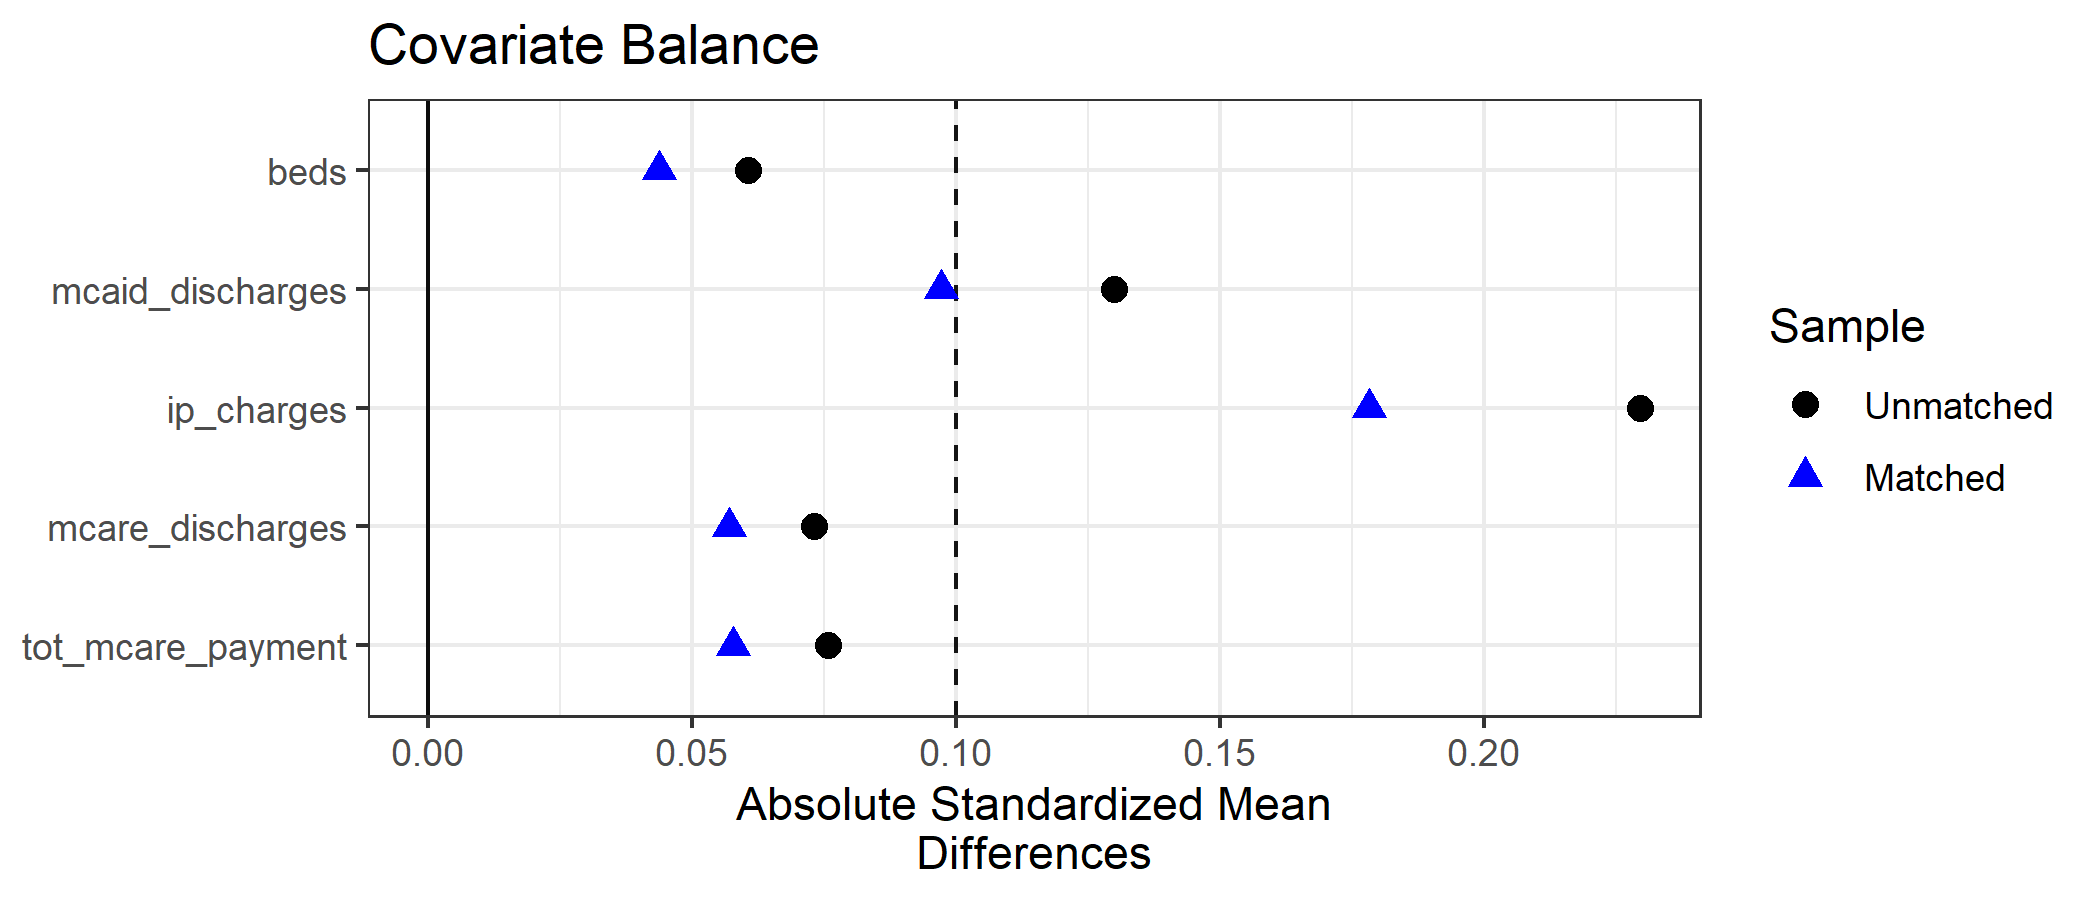 Covariate Balance
beds
mcaid_discharges
ip_charges
mcare_discharges
tot_mcare_payment
0.00 0.05 0.10 0.15 0.20
Absolute Standardized Mean
Differences
Sample
Unmatched
Matched